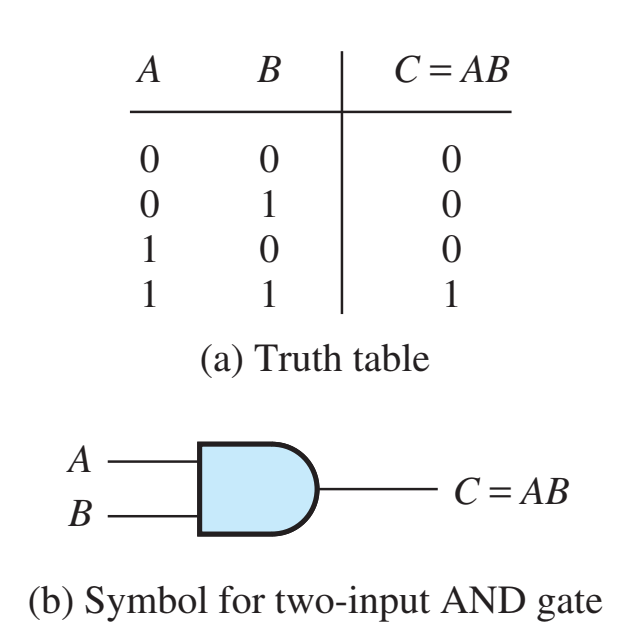 A B C = AB
0 0 0
0 1 0
1 0 0
1 1 1
(a) Truth table
A
C = AB
B
(b) Symbol for two-input AND gate